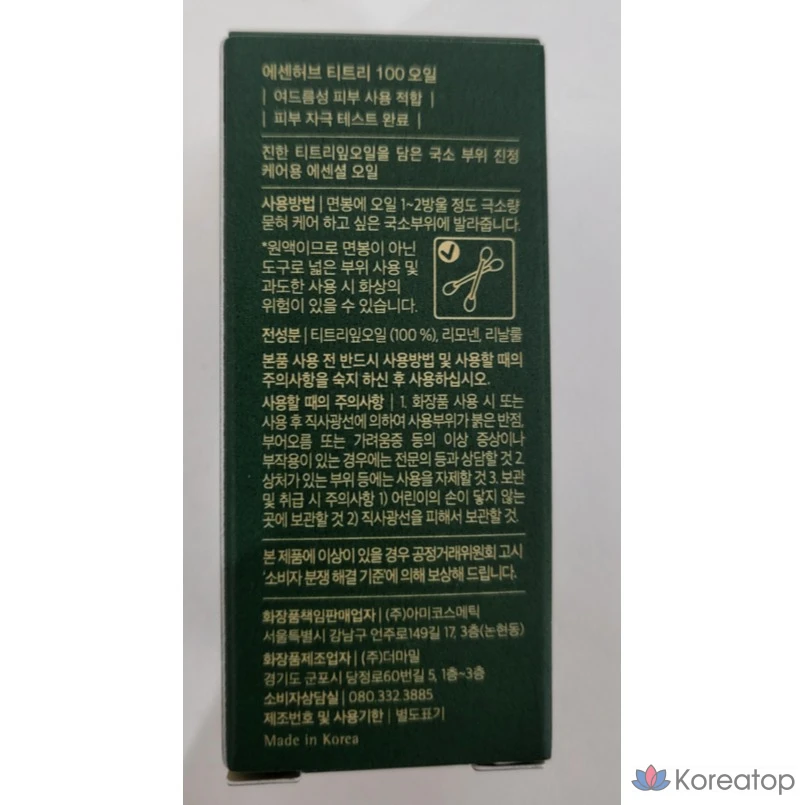 에센허브 티트리 100 오일
| 여드름성 피부 사용 적합 |
| 피부 자극 테스트 완료 |
진한 티트리잎오일을 담은 국소 부위 진정
케어용 에센셜 오일
사용방법 | 면봉에 오일 1~2방울 정도 극소량
묻혀 케어 하고 싶은 국소부위에 발라줍니다.
*원액이므로 면봉이 아닌
도구로 넓은 부위 사용 및
과도한 사용 시 화상의
위험이 있을 수 있습니다.
전성분 | 티트리잎오일 (100 %), 리모넨, 리날룰
본품 사용 전 반드시 사용방법 및 사용할 때의
주의사항을 숙지 하신 후 사용하십시오.
사용할 때의 주의사항 | 1. 화장품 사용 시 또는
사용 후 직사광선에 의하여 사용부위가 붉은 반점,
부어오름 또는 가려움증 등의 이상 증상이나
부작용이 있는 경우에는 전문의 등과 상담할 것 2.
상처가 있는 부위 등에는 사용을 자제할 것 3. 보관
및 취급 시 주의사항 1) 어린이의 손이 닿지 않는
곳에 보관할 것 2) 직사광선을 피해서 보관할 것.
본 제품에 이상이 있을 경우 공정거래위원회 고시
'소비자 분쟁 해결 기준'에 의해 보상해 드립니다.
화장품책임판매업자 | (주)아미코스메틱
서울특별시 강남구 언주로149길 17, 3층(논현동)
화장품제조업자 | (주)더마밀
경기도 군포시 당정로60번길 5, 1층~3층
소비자상담실 | 080.332.3885
제조번호 및 사용기한 | 별도표기
Made in Korea
Koreatop